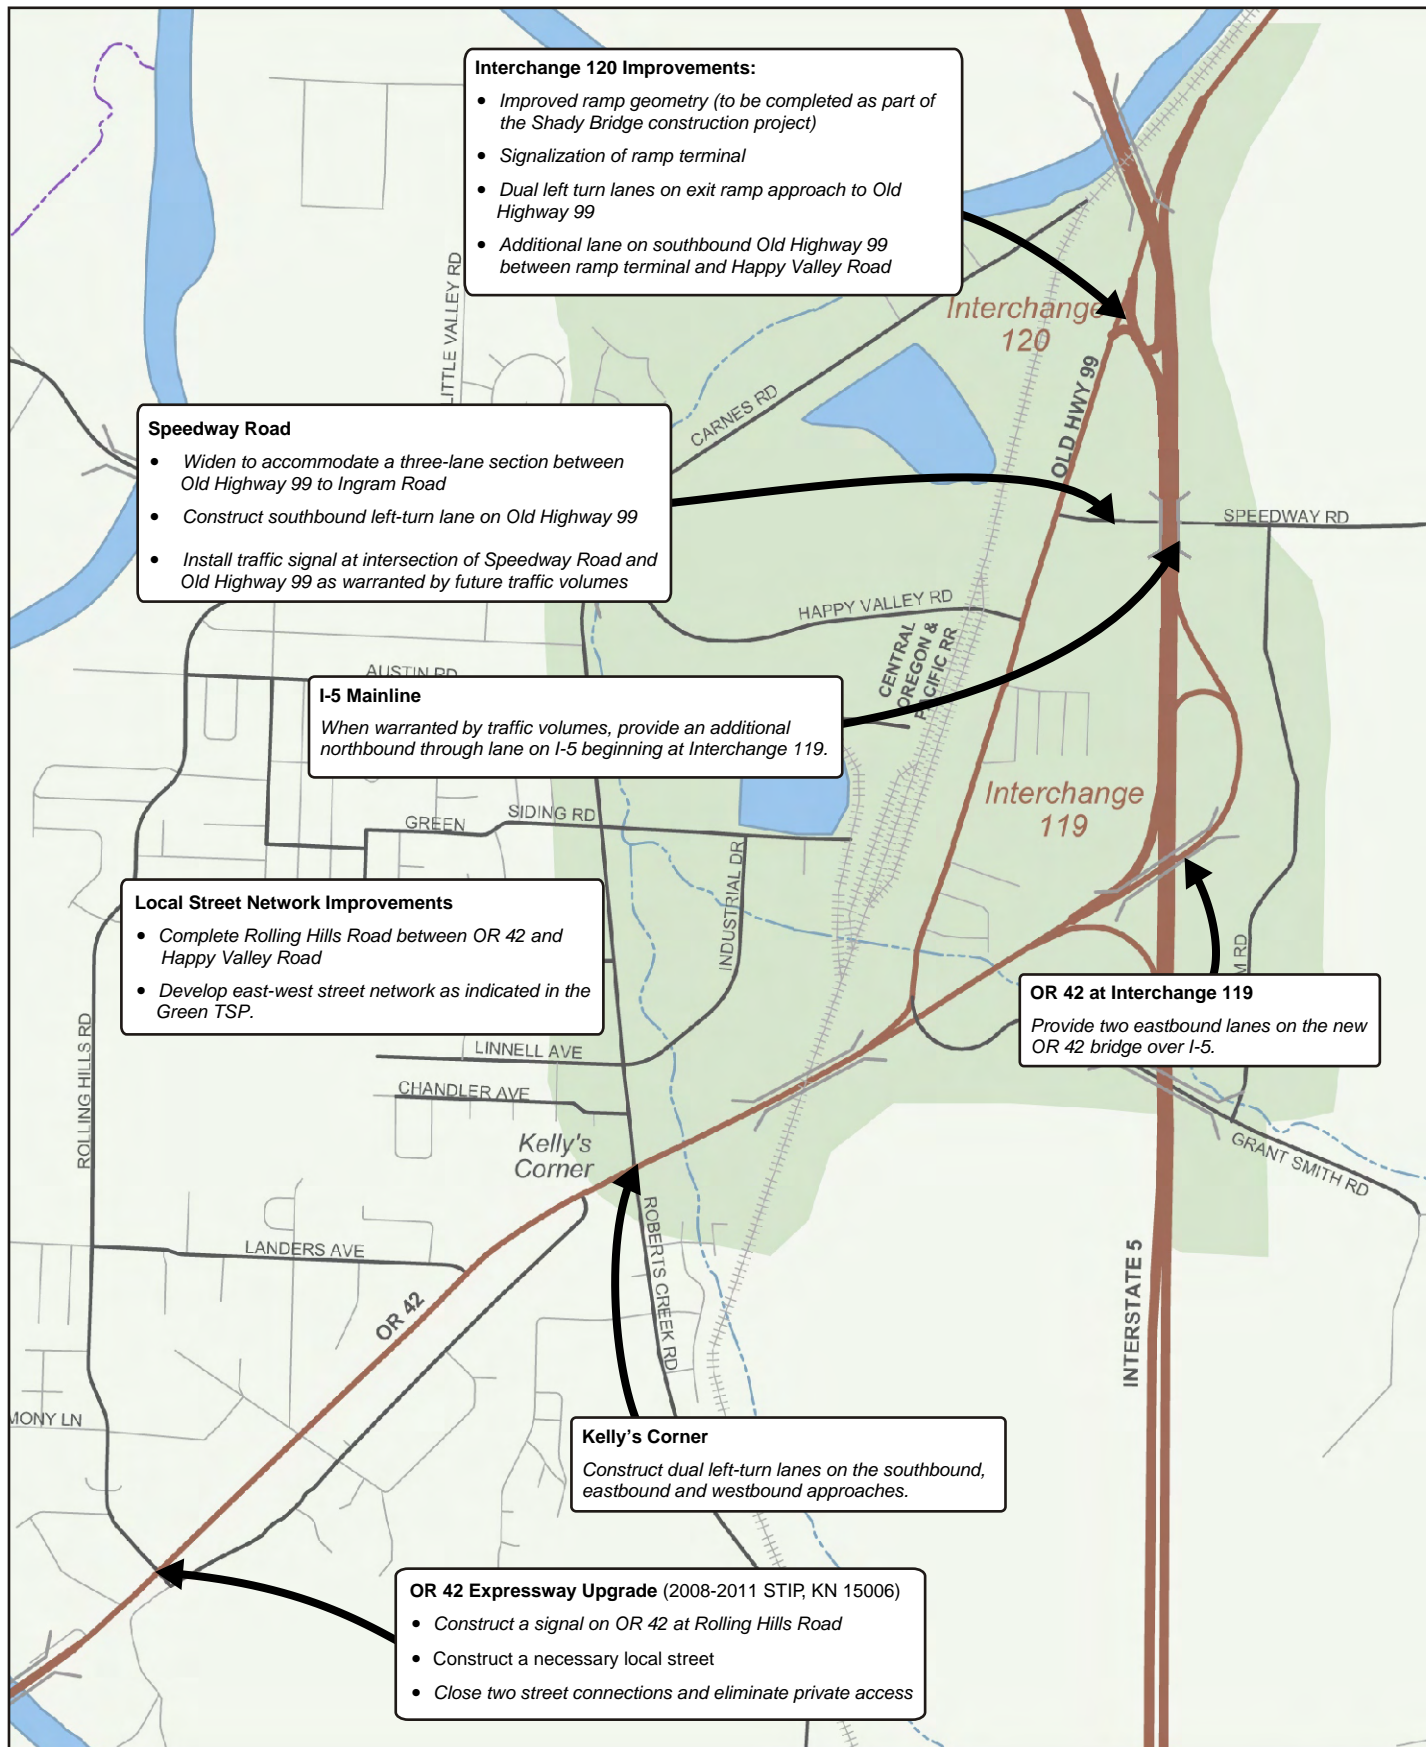 Interchange 120 Improvements:
• Improved ramp geometry (to be completed as part of
the Shady Bridge construction project)
• Signalization of ramp terminal
• Dual left turn lanes on exit ramp approach to Old
Highway 99
• Additional lane on southbound Old Highway 99
between ramp terminal and Happy Valley Road
LITTLE VALLEY RD
Interchange
120
CARNES RD
OLD HWY 99
Speedway Road
• Widen to accommodate a three-lane section between
Old Highway 99 to Ingram Road
• Construct southbound left-turn lane on Old Highway 99
• Install traffic signal at intersection of Speedway Road and
Old Highway 99 as warranted by future traffic volumes
SPEEDWAY RD
HAPPY VALLEY RD
CENTRAL
OREGON &
PACIFIC RR
AUSTIN RD
I-5 Mainline
When warranted by traffic volumes, provide an additional
northbound through lane on I-5 beginning at Interchange 119.
Interchange
119
GREEN SIDING RD
INDUSTRIAL DR
Local Street Network Improvements
• Complete Rolling Hills Road between OR 42 and
Happy Valley Road
• Develop east-west street network as indicated in the
Green TSP.
M RD
OR 42 at Interchange 119
Provide two eastbound lanes on the new
OR 42 bridge over I-5.
ROLLING HILLS RD
LINNELL AVE
CHANDLER AVE
Kelly's
Corner
GRANT SMITH RD
ROBERTS CREEK RD
LANDERS AVE
OR 42
INTERSTATE 5
MONY LN
Kelly’s Corner
Construct dual left-turn lanes on the southbound,
eastbound and westbound approaches.
OR 42 Expressway Upgrade (2008-2011 STIP, KN 15006)
• Construct a signal on OR 42 at Rolling Hills Road
• Construct a necessary local street
• Close two street connections and eliminate private access